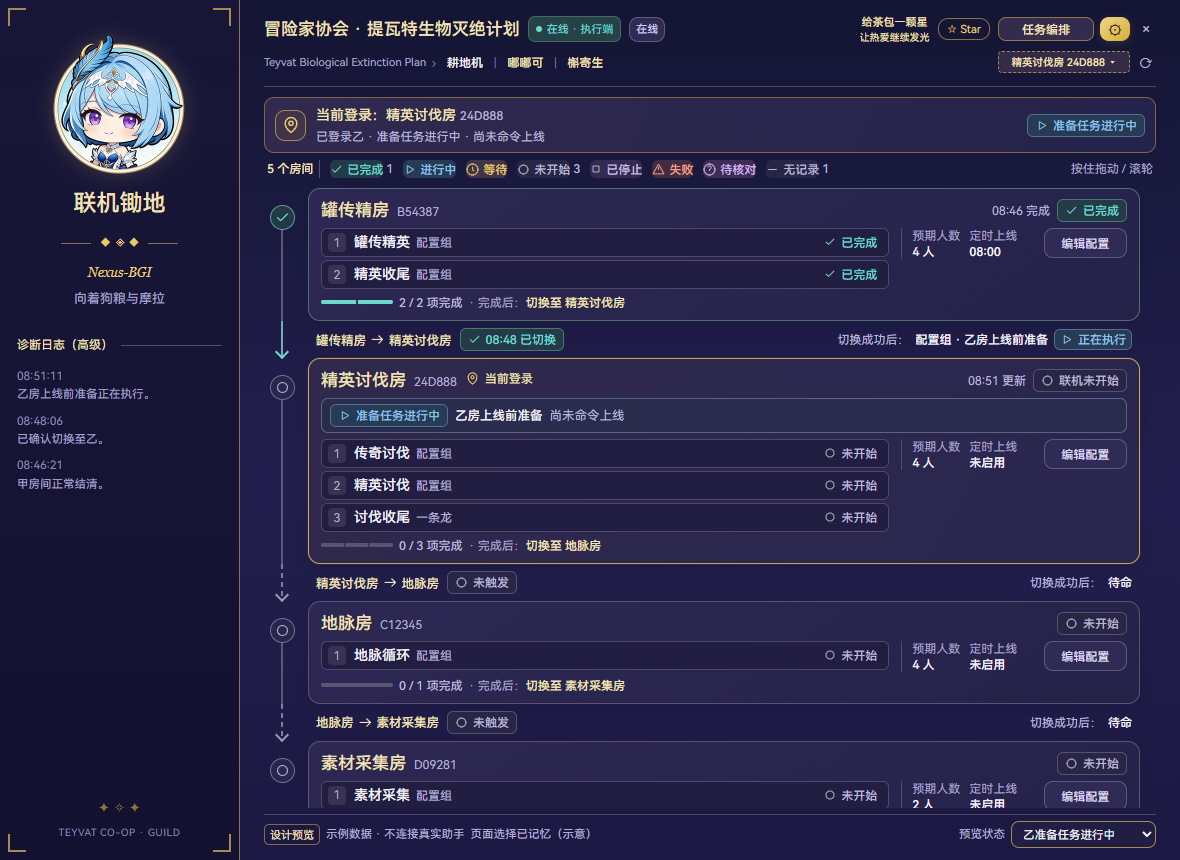 联机锄地
Nexus-BGI
向着狗粮与摩拉
诊断日志（高级）
08:51:11
乙房上线前准备正在执行。
08:48:06
已确认切换至乙。
08:46:21
甲房间正常结清。
TEYVAT CO-OP · GUILD
冒险家协会 · 提瓦特生物灭绝计划
在线 · 执行端
在线
给茶包一颗星
让热爱继续发光
☆ Star
任务编排
×
Teyvat Biological Extinction Plan › 耕地机 | 嘟嘟可 | 槲寄生
精英讨伐房 24D888
当前登录：精英讨伐房 24D888
已登录乙 · 准备任务进行中 · 尚未命令上线
准备任务进行中
5 个房间
已完成 1
进行中
等待
未开始 3
已停止
失败
待核对
无记录 1
按住拖动 / 滚轮
罐传精房 B54387
08:46 完成
已完成
1 罐传精英 配置组
已完成
2 精英收尾 配置组
已完成
预期人数
4 人
定时上线
08:00
编辑配置
2 / 2 项完成 · 完成后：切换至 精英讨伐房
罐传精房 → 精英讨伐房
08:48 已切换
切换成功后：配置组 · 乙房上线前准备
正在执行
精英讨伐房 24D888 当前登录
08:51 更新
联机未开始
准备任务进行中
乙房上线前准备 尚未命令上线
1 传奇讨伐 配置组
未开始
2 精英讨伐 配置组
未开始
3 讨伐收尾 一条龙
未开始
预期人数
4 人
定时上线
未启用
编辑配置
0 / 3 项完成 · 完成后：切换至 地脉房
精英讨伐房 → 地脉房
未触发
切换成功后：待命
地脉房 C12345
未开始
1 地脉循环 配置组
未开始
预期人数
4 人
定时上线
未启用
编辑配置
0 / 1 项完成 · 完成后：切换至 素材采集房
地脉房 → 素材采集房
未触发
切换成功后：待命
素材采集房 D09281
未开始
1 素材采集 配置组
未开始
预期人数
2 人
定时上线
未启用
编辑配置
设计预览
示例数据 · 不连接真实助手 页面选择已记忆（示意）
预览状态
乙准备任务进行中